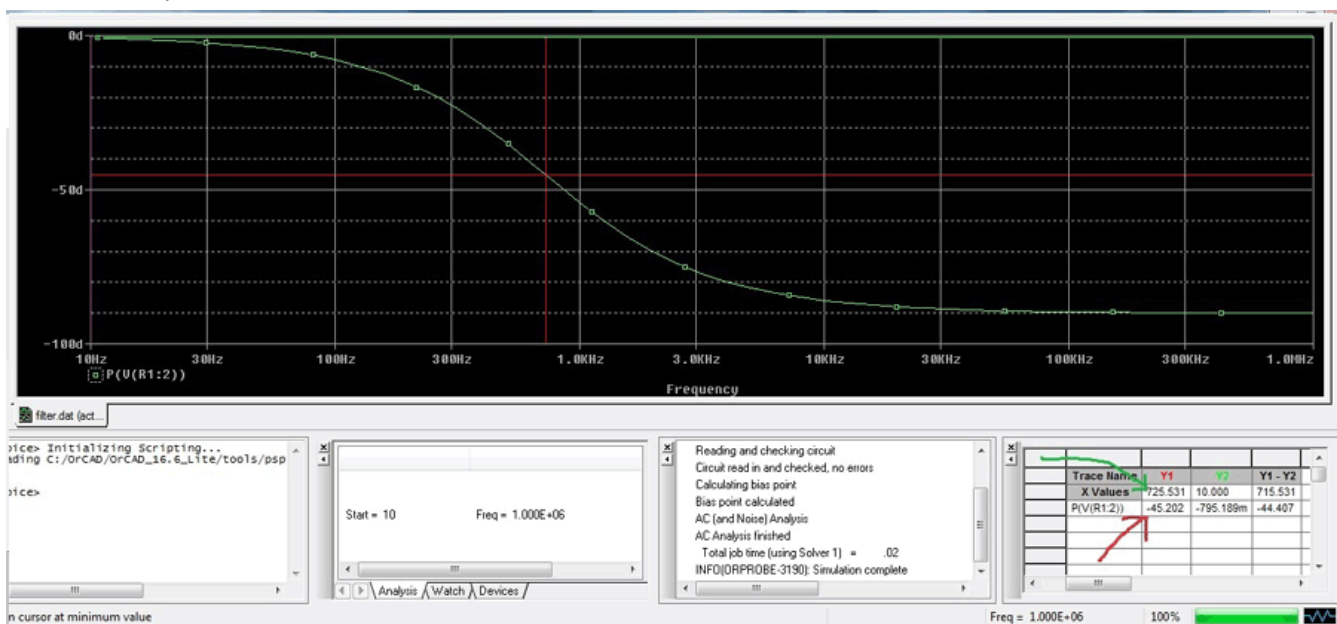 0d
-50d
-100d
10Hz 30Hz 100Hz 300Hz 1.0KHz 3.0KHz 10KHz 30KHz 100KHz 300KHz 1.0MHz
P(V(R1:2))
Frequency
filter.dat (act...
pice> Initializing Scripting...
ading C:/OrCAD/OrCAD_16.6_Lite/tools/psp
pice>
Start = 10 Freq = 1.000E+06
Analysis Watch Devices
Reading and checking circuit
Circuit read in and checked, no errors
Calculating bias point
Bias point calculated
AC (and Noise) Analysis
AC Analysis finished
Total job time (using Solver 1) = .02
INFO(ORPROBE-3190): Simulation complete
Trace Name Y1 Y2 Y1 - Y2
X Values 725.531 10.000 715.531
P(V(R1:2)) -45.202 -795.189m -44.407
n cursor at minimum value
Freq = 1.000E+06 100%